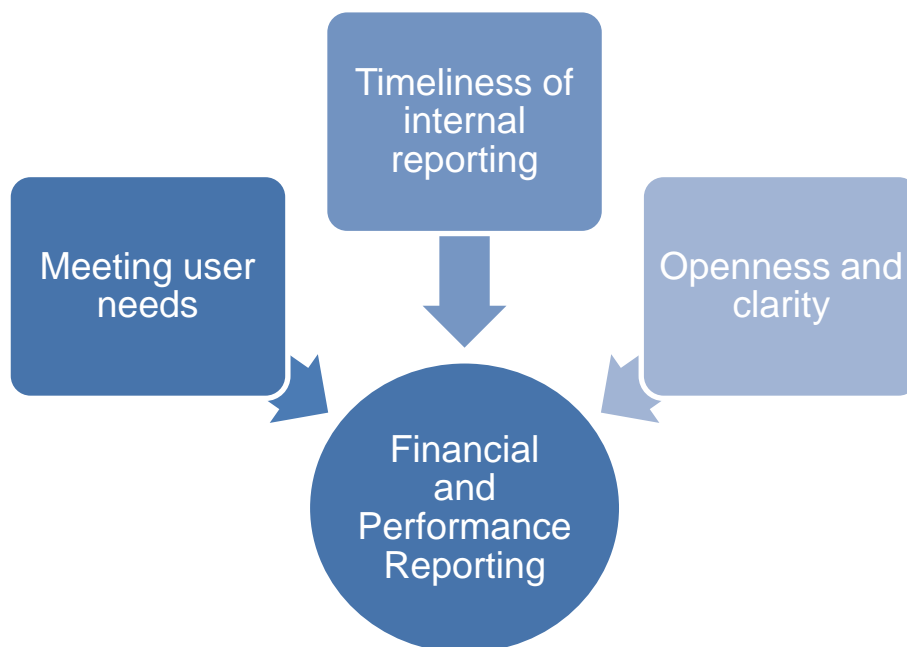 Timeliness of
internal
reporting
Meeting user
needs
Openness and
clarity
Financial
and
Performance
Reporting